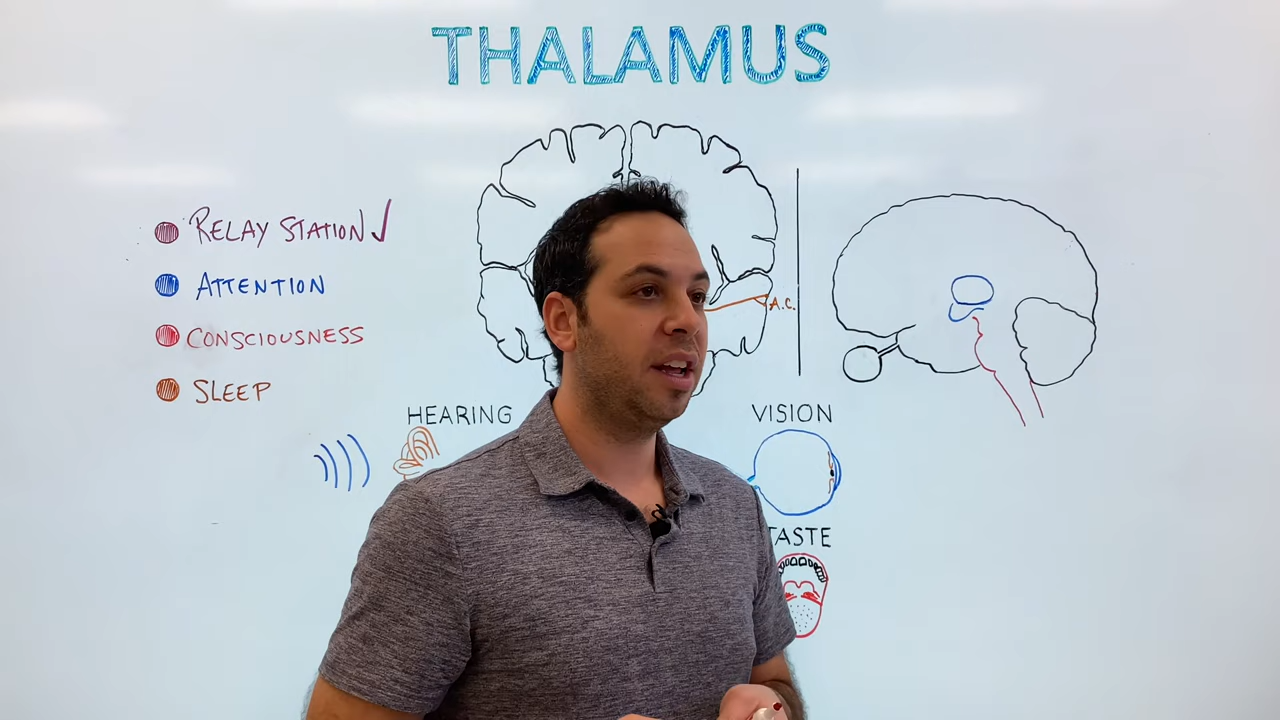 THALAMUS
RELAY STATION ✓
ATTENTION
CONSCIOUSNESS
SLEEP
A.C.
HEARING
VISION
TASTE